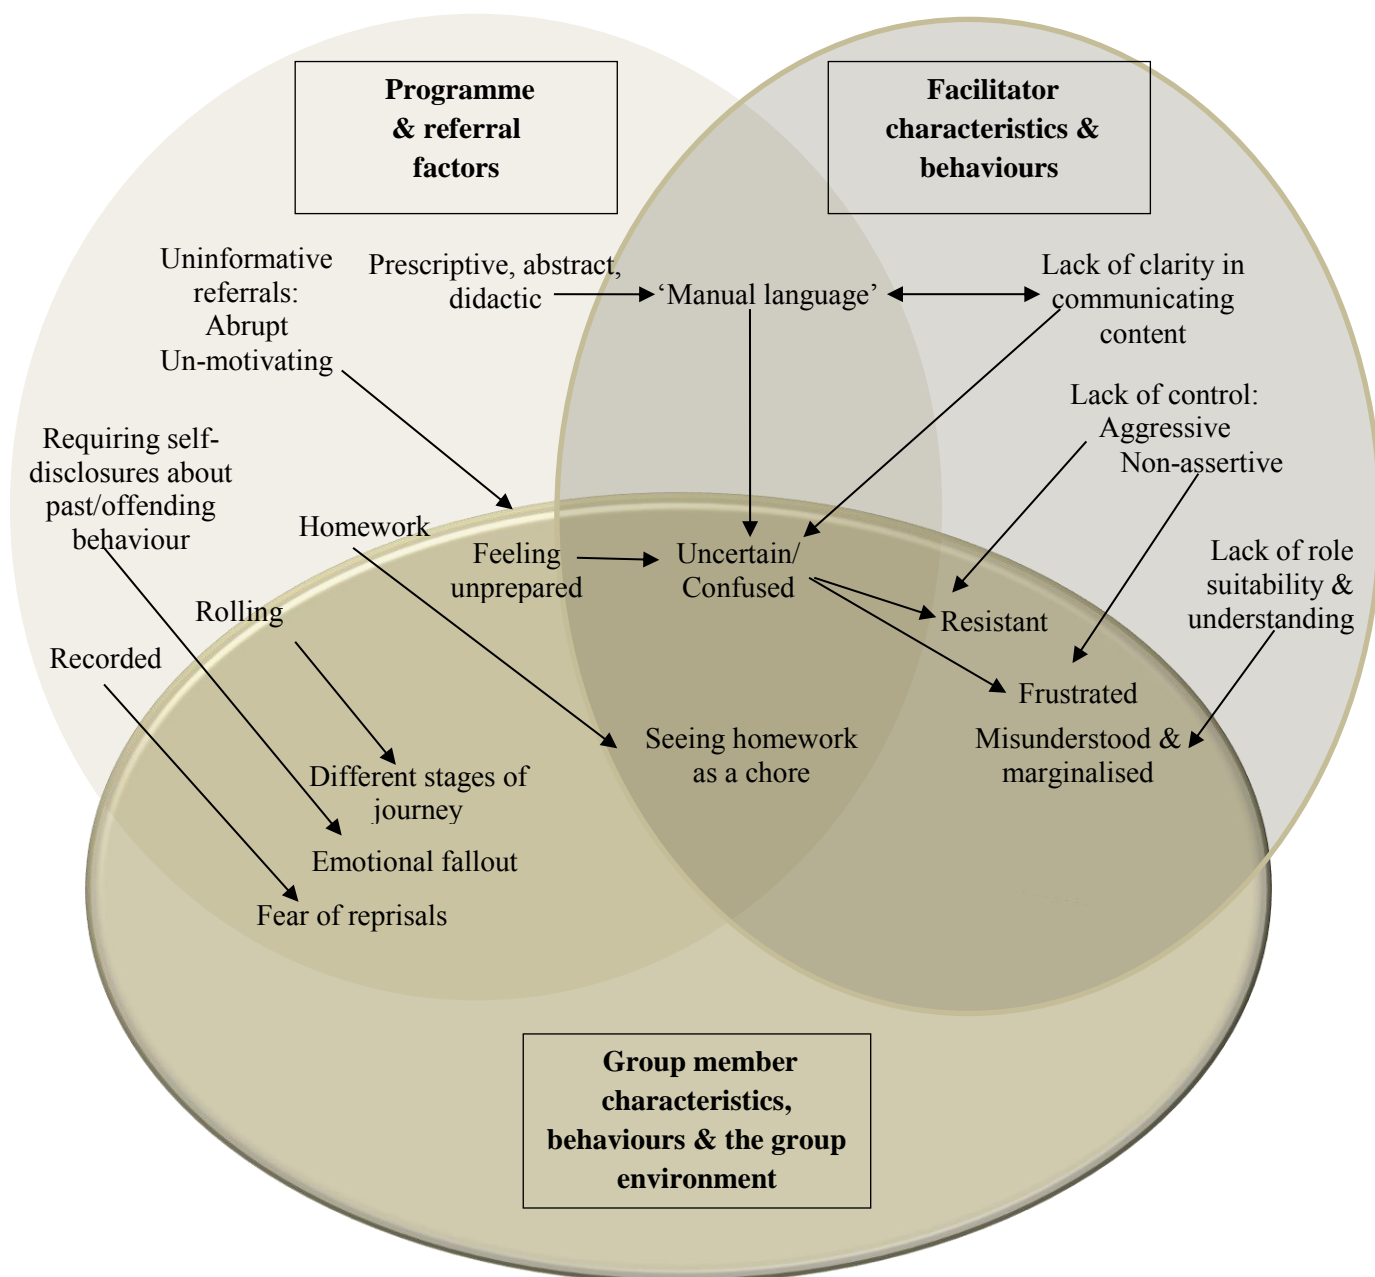 Programme
& referral
factors
Facilitator
characteristics &
behaviours
Uninformative
referrals:
Abrupt
Un-motivating
Prescriptive, abstract,
didactic
‘Manual language’
Lack of clarity in
communicating
content
Lack of control:
Aggressive
Non-assertive
Requiring self-
disclosures about
past/offending
behaviour
Homework
Feeling
unprepared
Uncertain/
Confused
Lack of role
suitability &
understanding
Rolling
Resistant
Recorded
Frustrated
Seeing homework
as a chore
Misunderstood &
marginalised
Different stages of
journey
Emotional fallout
Fear of reprisals
Group member
characteristics,
behaviours & the group
environment